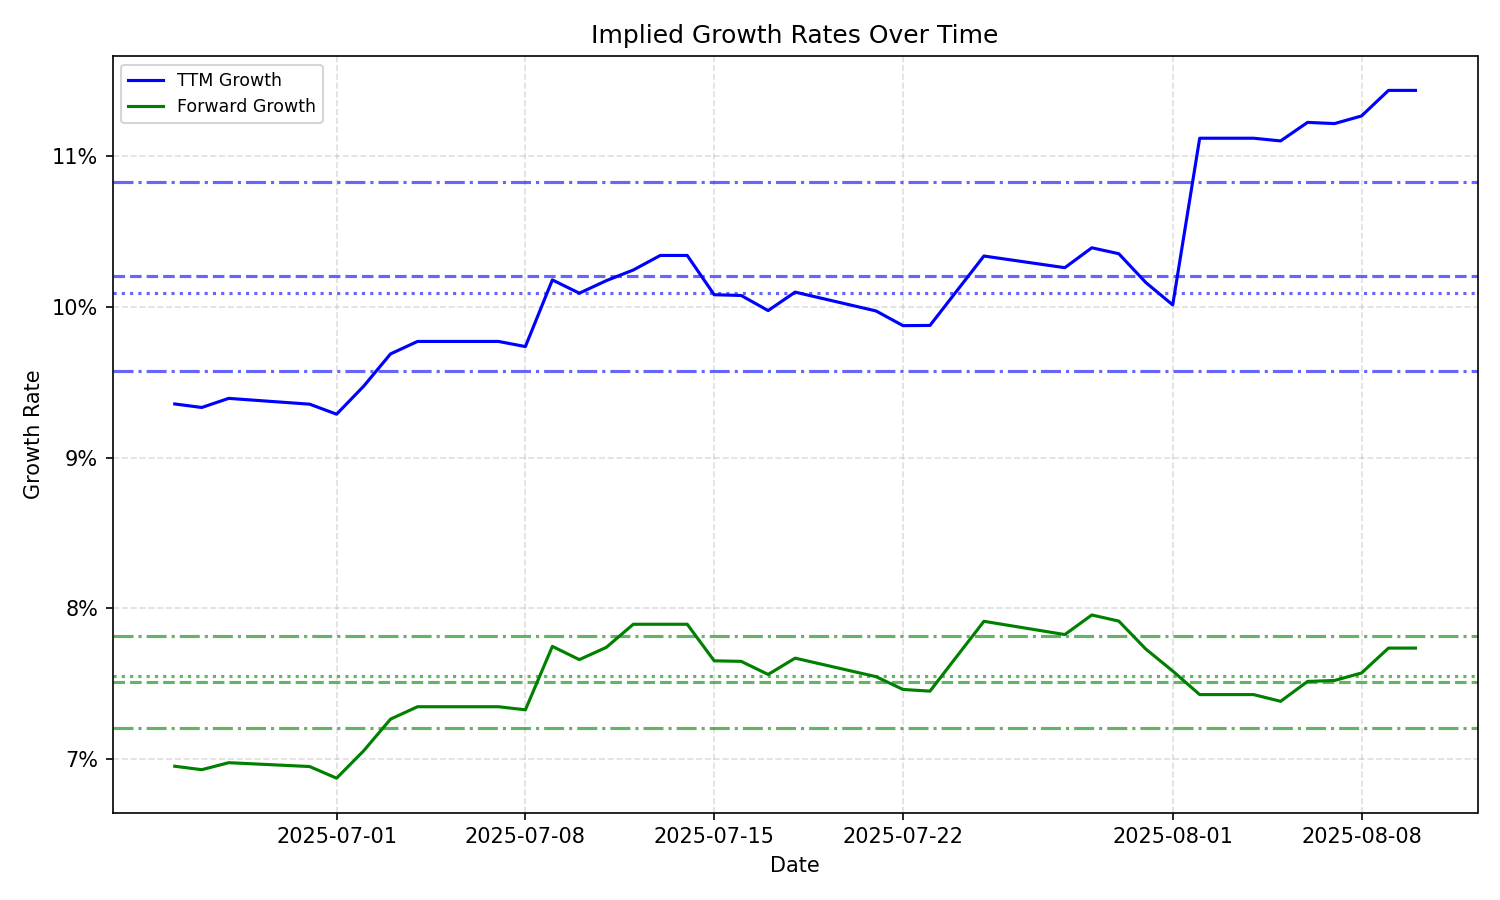 Implied Growth Rates Over Time
TTM Growth
Forward Growth
11%
10%
9%
8%
7%
Growth Rate
2025-07-01 2025-07-08 2025-07-15 2025-07-22 2025-08-01 2025-08-08
Date